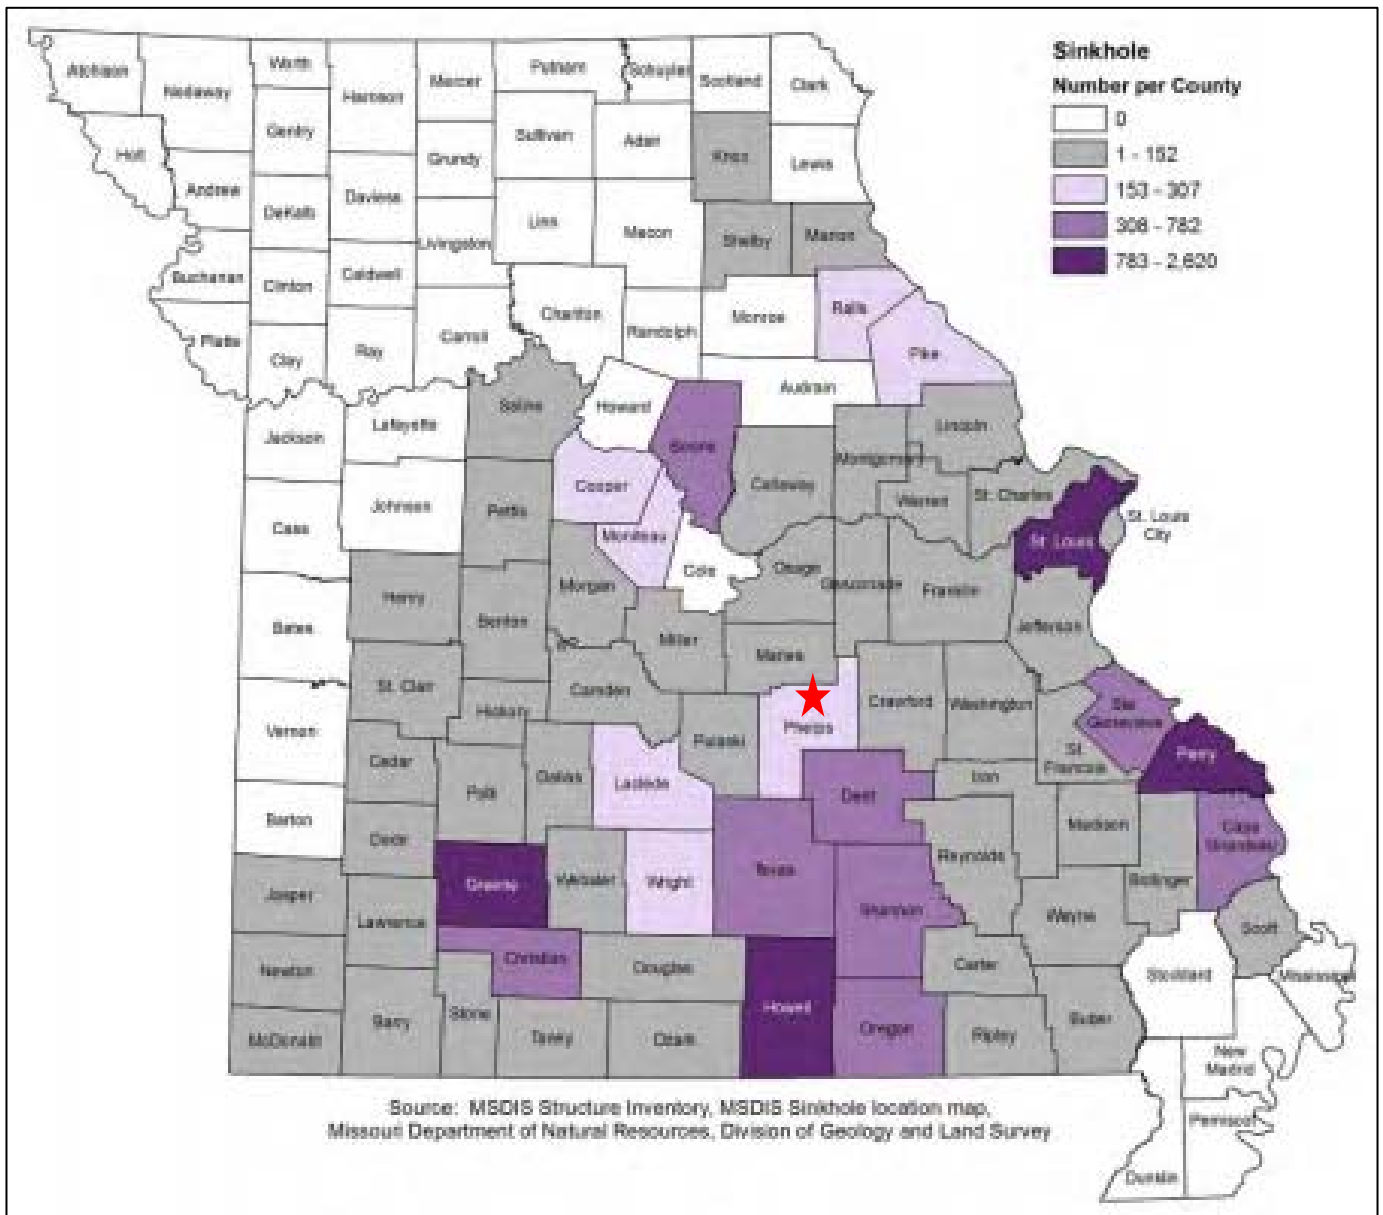 Sinkhole
Number per County
0
1 - 152
153 - 307
308 - 782
783 - 2,620
Atchison
Nodaway
Worth
Harrison
Mercer
Putnam
Schuyler
Scotland
Clark
Gentry
Sullivan
Adair
Knox
Lewis
Holt
Andrew
DeKalb
Daviess
Grundy
Linn
Macon
Shelby
Marion
Buchanan
Clinton
Caldwell
Livingston
Chariton
Randolph
Monroe
Ralls
Pike
Platte
Clay
Ray
Carroll
Saline
Howard
Boone
Audrain
Lincoln
Jackson
Lafayette
Cooper
Callaway
Montgomery
Warren
St. Charles
St. Louis
City
St. Louis
Cass
Johnson
Pettis
Moniteau
Cole
Osage
Gasconade
Franklin
Jefferson
Bates
Henry
Benton
Morgan
Miller
Maries
Vernon
St. Clair
Hickory
Camden
Pulaski
Phelps
Crawford
Washington
St.
Francois
Ste
Genevieve
Perry
Cedar
Polk
Dallas
Laclede
Dent
Iron
Madison
Cape
Girardeau
Barton
Dade
Greene
Webster
Wright
Texas
Shannon
Reynolds
Wayne
Bollinger
Scott
Jasper
Lawrence
Christian
Douglas
Howell
Carter
Stoddard
Mississippi
Newton
Barry
Stone
Taney
Ozark
Oregon
Ripley
Butler
McDonald
New
Madrid
Pemiscot
Dunklin
Source: MSDIS Structure Inventory, MSDIS Sinkhole location map,
Missouri Department of Natural Resources, Division of Geology and Land Survey